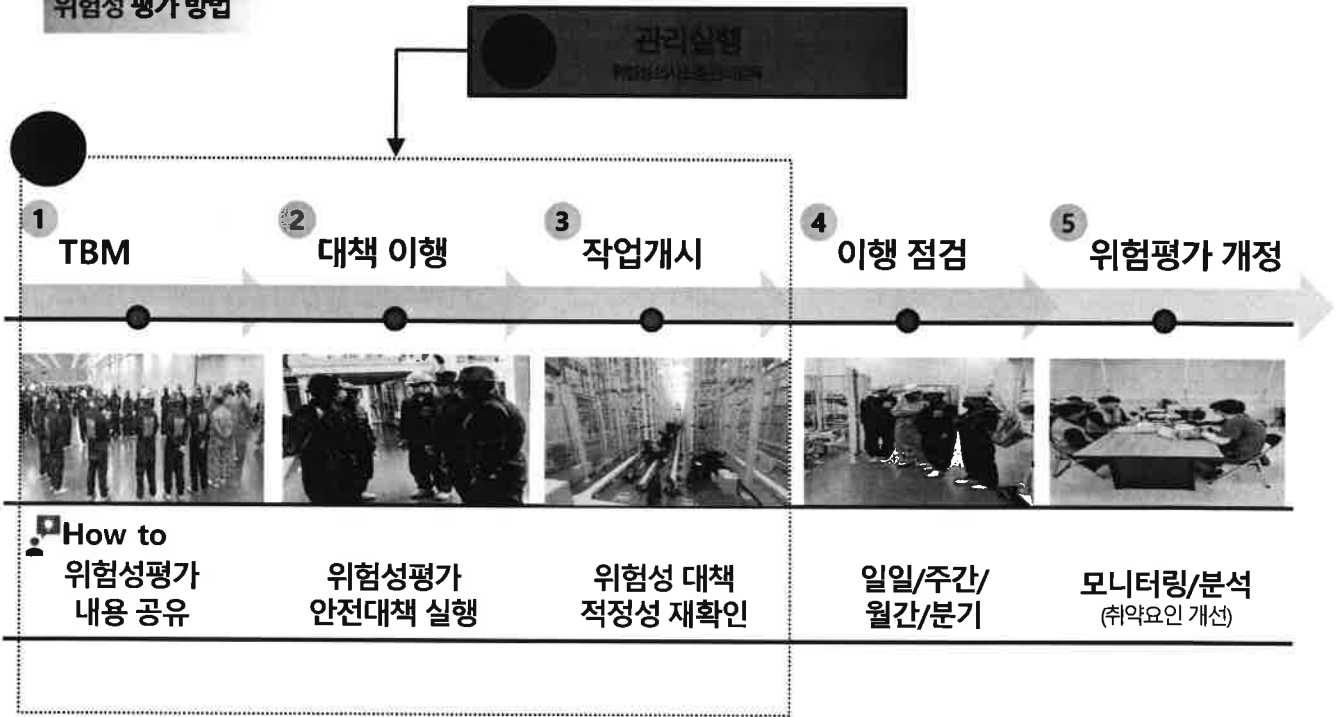 위험성 평가 방법
관리실행
1
TBM
2
대책 이행
3
작업개시
4
이행 점검
5
위험평가 개정
How to
위험성평가
내용 공유
위험성평가
안전대책 실행
위험성 대책
적정성 재확인
일일/주간/
월간/분기
모니터링/분석
(취약요인 개선)